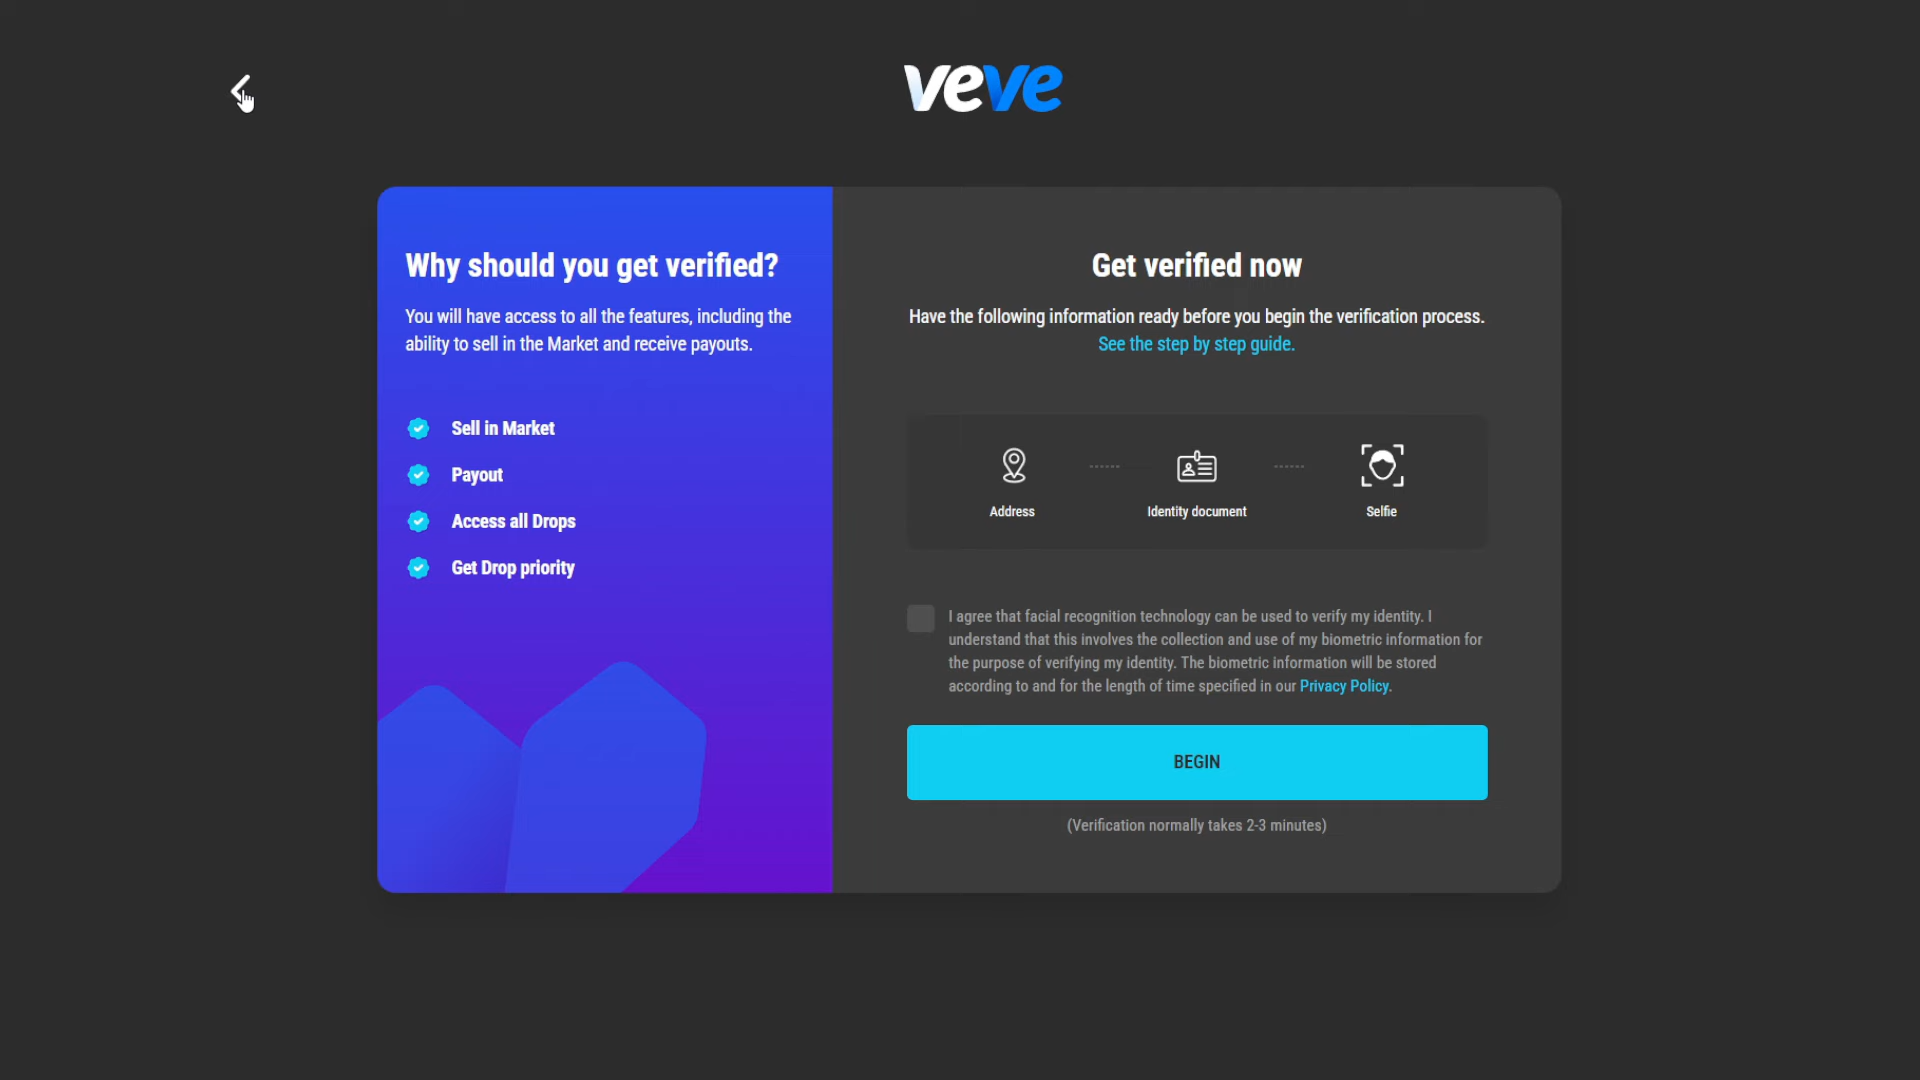 veve
Why should you get verified?
You will have access to all the features, including the
ability to sell in the Market and receive payouts.
Sell in Market
Payout
Access all Drops
Get Drop priority
Get verified now
Have the following information ready before you begin the verification process.
See the step by step guide.
Address
Identity document
Selfie
I agree that facial recognition technology can be used to verify my identity. I
understand that this involves the collection and use of my biometric information for
the purpose of verifying my identity. The biometric information will be stored
according to and for the length of time specified in our Privacy Policy.
BEGIN
(Verification normally takes 2-3 minutes)